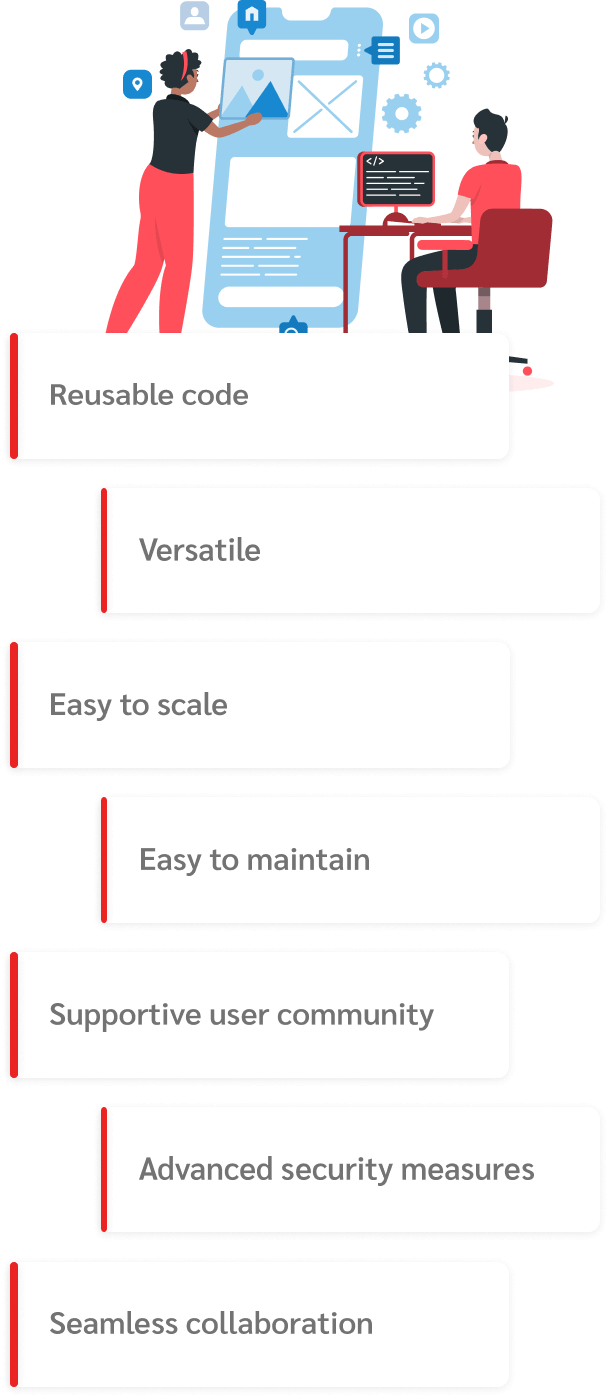 </>
Reusable code
Versatile
Easy to scale
Easy to maintain
Supportive user community
Advanced security measures
Seamless collaboration